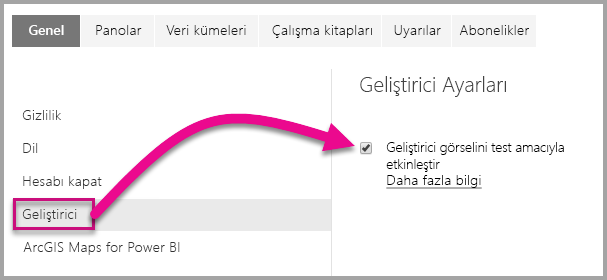 Genel Panolar Veri kümeleri Çalışma kitapları Uyarılar Abonelikler
Gizlilik
Dil
Hesabı kapat
Geliştirici
ArcGIS Maps for Power BI
Geliştirici Ayarları
Geliştirici görselini test amacıyla
etkinleştir
Daha fazla bilgi